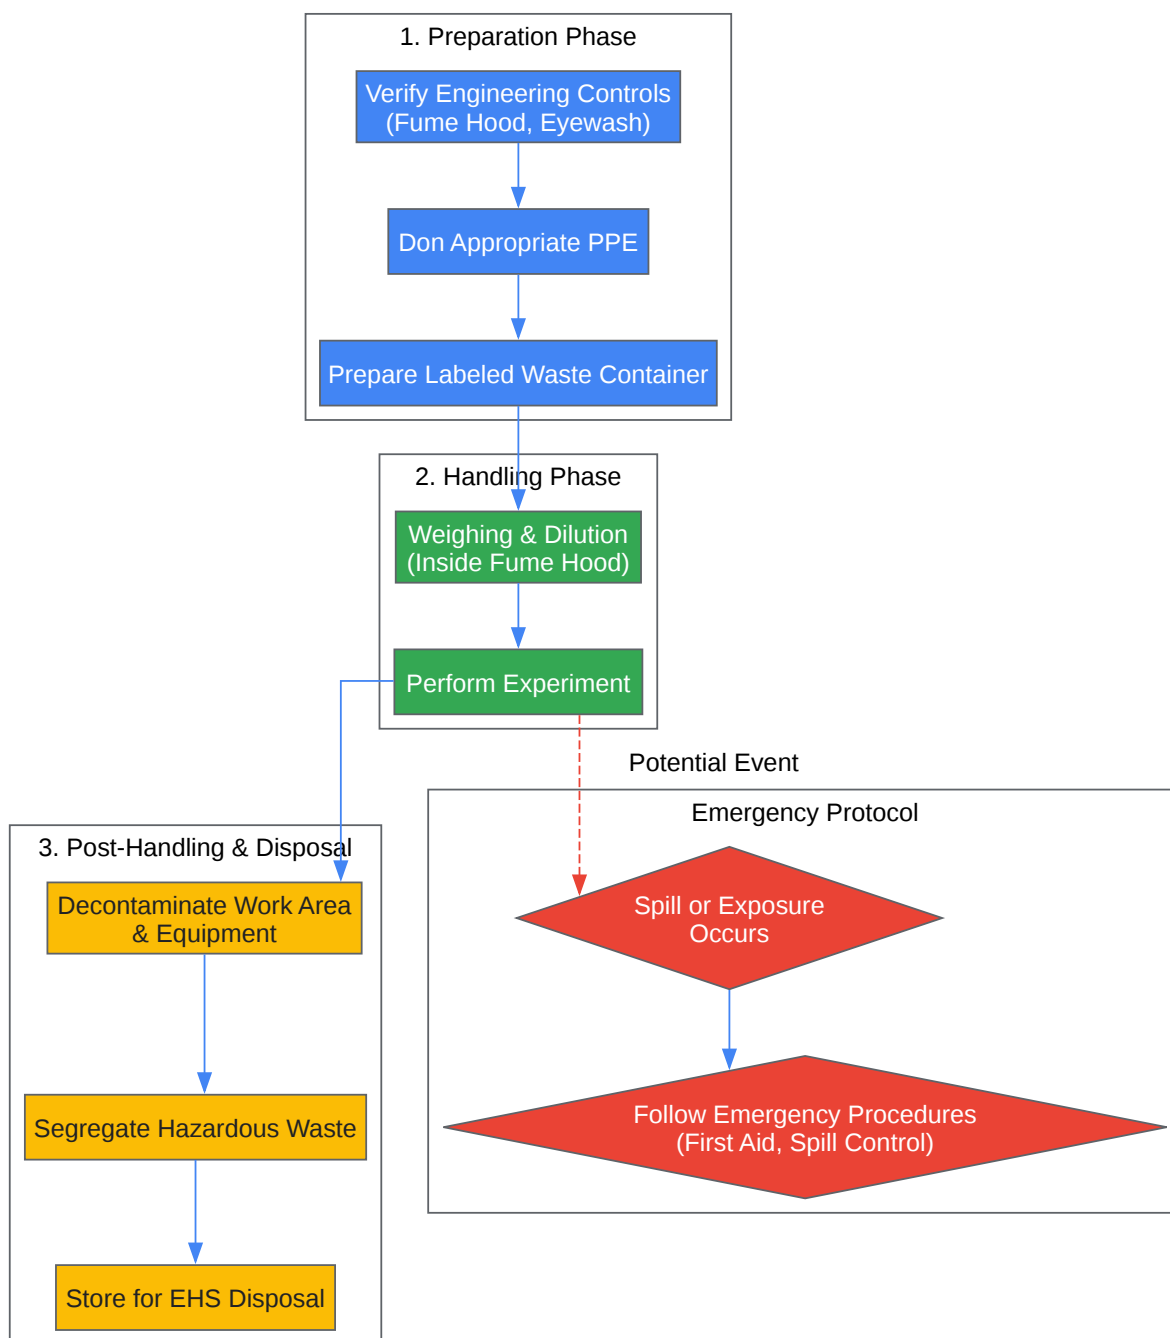 1. Preparation Phase
Verify Engineering Controls
(Fume Hood, Eyewash)
Don Appropriate PPE
Prepare Labeled Waste Container
2. Handling Phase
Weighing & Dilution
(Inside Fume Hood)
Perform Experiment
Potential Event
Emergency Protocol
Spill or Exposure
Occurs
Follow Emergency Procedures
(First Aid, Spill Control)
3. Post-Handling & Disposal
Decontaminate Work Area
& Equipment
Segregate Hazardous Waste
Store for EHS Disposal